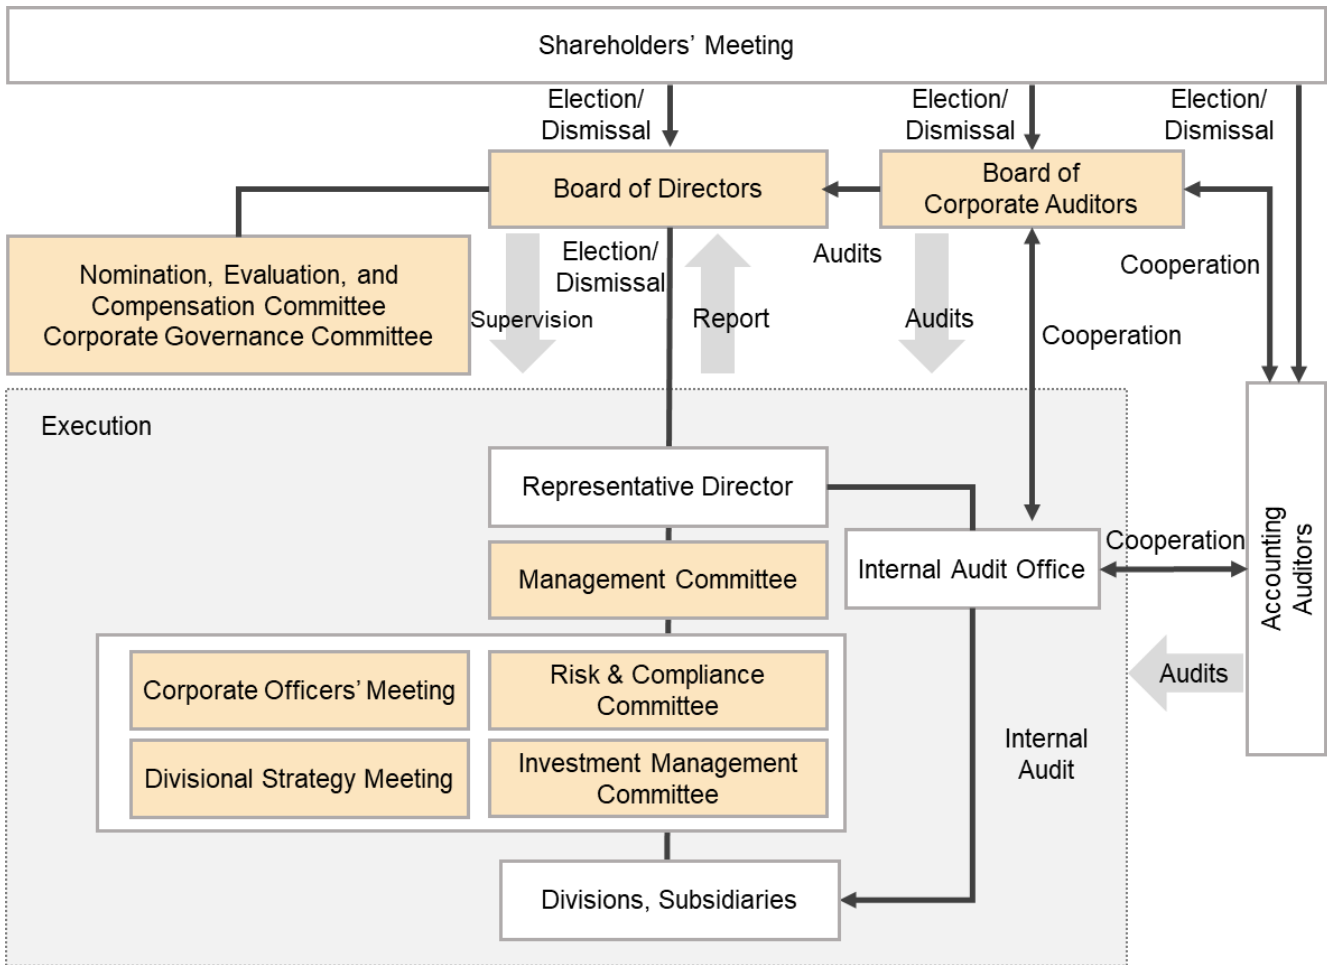 Shareholders’ Meeting
Election/
Dismissal
Election/
Dismissal
Election/
Dismissal
Board of Directors
Board of
Corporate Auditors
Nomination, Evaluation, and
Compensation Committee
Corporate Governance Committee
Election/
Dismissal
Audits
Cooperation
Supervision
Report
Audits
Cooperation
Execution
Representative Director
Management Committee
Internal Audit Office
Cooperation
Accounting
Auditors
Corporate Officers’ Meeting
Risk & Compliance
Committee
Audits
Divisional Strategy Meeting
Investment Management
Committee
Internal
Audit
Divisions, Subsidiaries